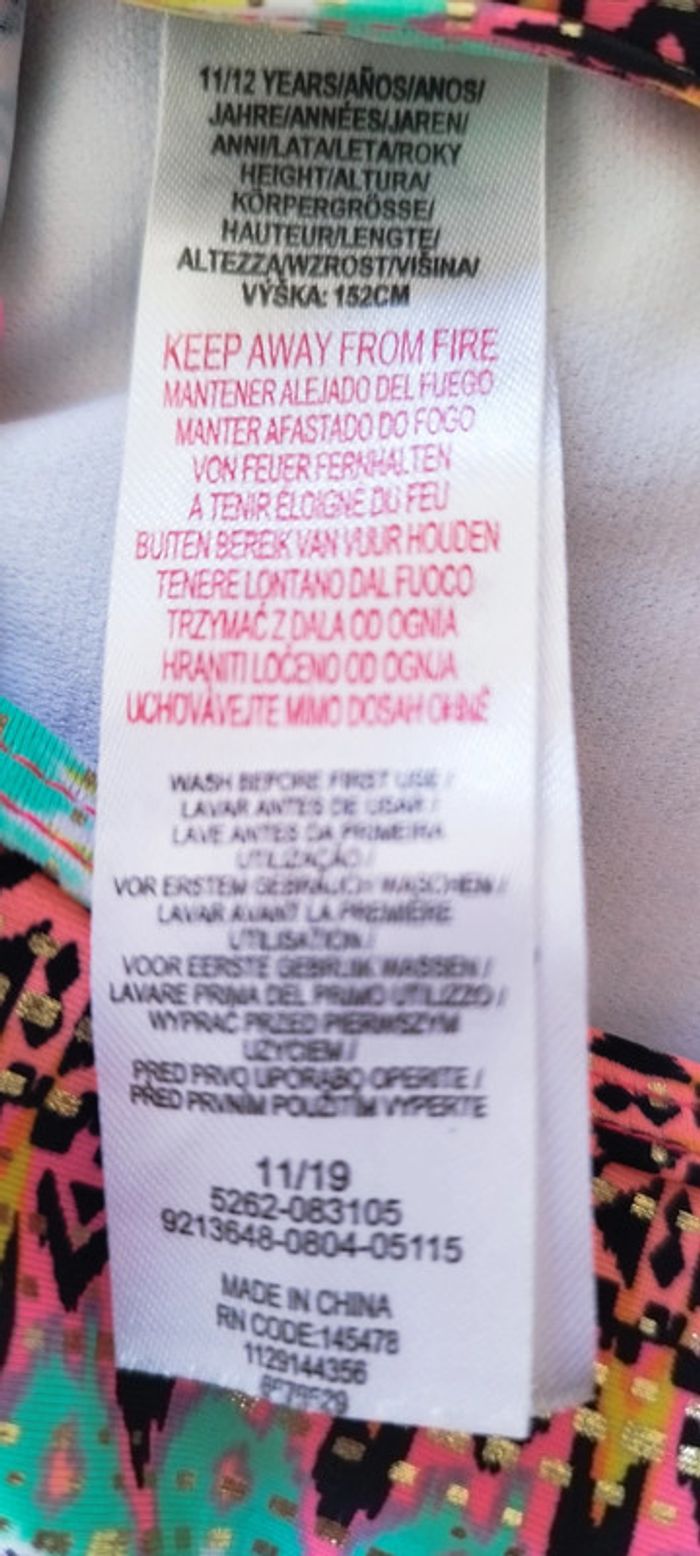 11/12 YEARS/AÑOS/ANOS/
JAHRE/ANNÉES/JAREN/
ANNI/LATA/LETA/ROKY
HEIGHT/ALTURA/
KÖRPERGRÖSSE/
HAUTEUR/LENGTE/
ALTEZZA/WZROST/VIŠINA/
VÝŠKA: 152CM
KEEP AWAY FROM FIRE
MANTENER ALEJADO DEL FUEGO
MANTER AFASTADO DO FOGO
VON FEUER FERNHALTEN
À TENIR ÉLOIGNÉ DU FEU
BUITEN BEREIK VAN VUUR HOUDEN
TENERE LONTANO DAL FUOCO
TRZYMAĆ Z DALA OD OGNIA
HRANITI LOČENO OD OGNJA
UCHOVÁVEJTE MIMO DOSAH OHNĚ
WASH BEFORE FIRST USE /
LAVAR ANTES DE USAR /
LAVE ANTES DA PRIMEIRA
UTILIZAÇÃO /
VOR ERSTEM GEBRAUCH WASCHEN /
LAVAR AVANT LA PREMIÈRE
UTILISATION /
VOOR EERSTE GEBRUIK WASSEN /
LAVARE PRIMA DEL PRIMO UTILIZZO /
WYPRAĆ PRZED PIERWSZYM
UŻYCIEM /
PRED PRVO UPORABO OPERITE /
PŘED PRVNÍM POUŽITÍM VYPERTE
11/19
5262-083105
9213648-0804-05115
MADE IN CHINA
RN CODE:145478
1129144356